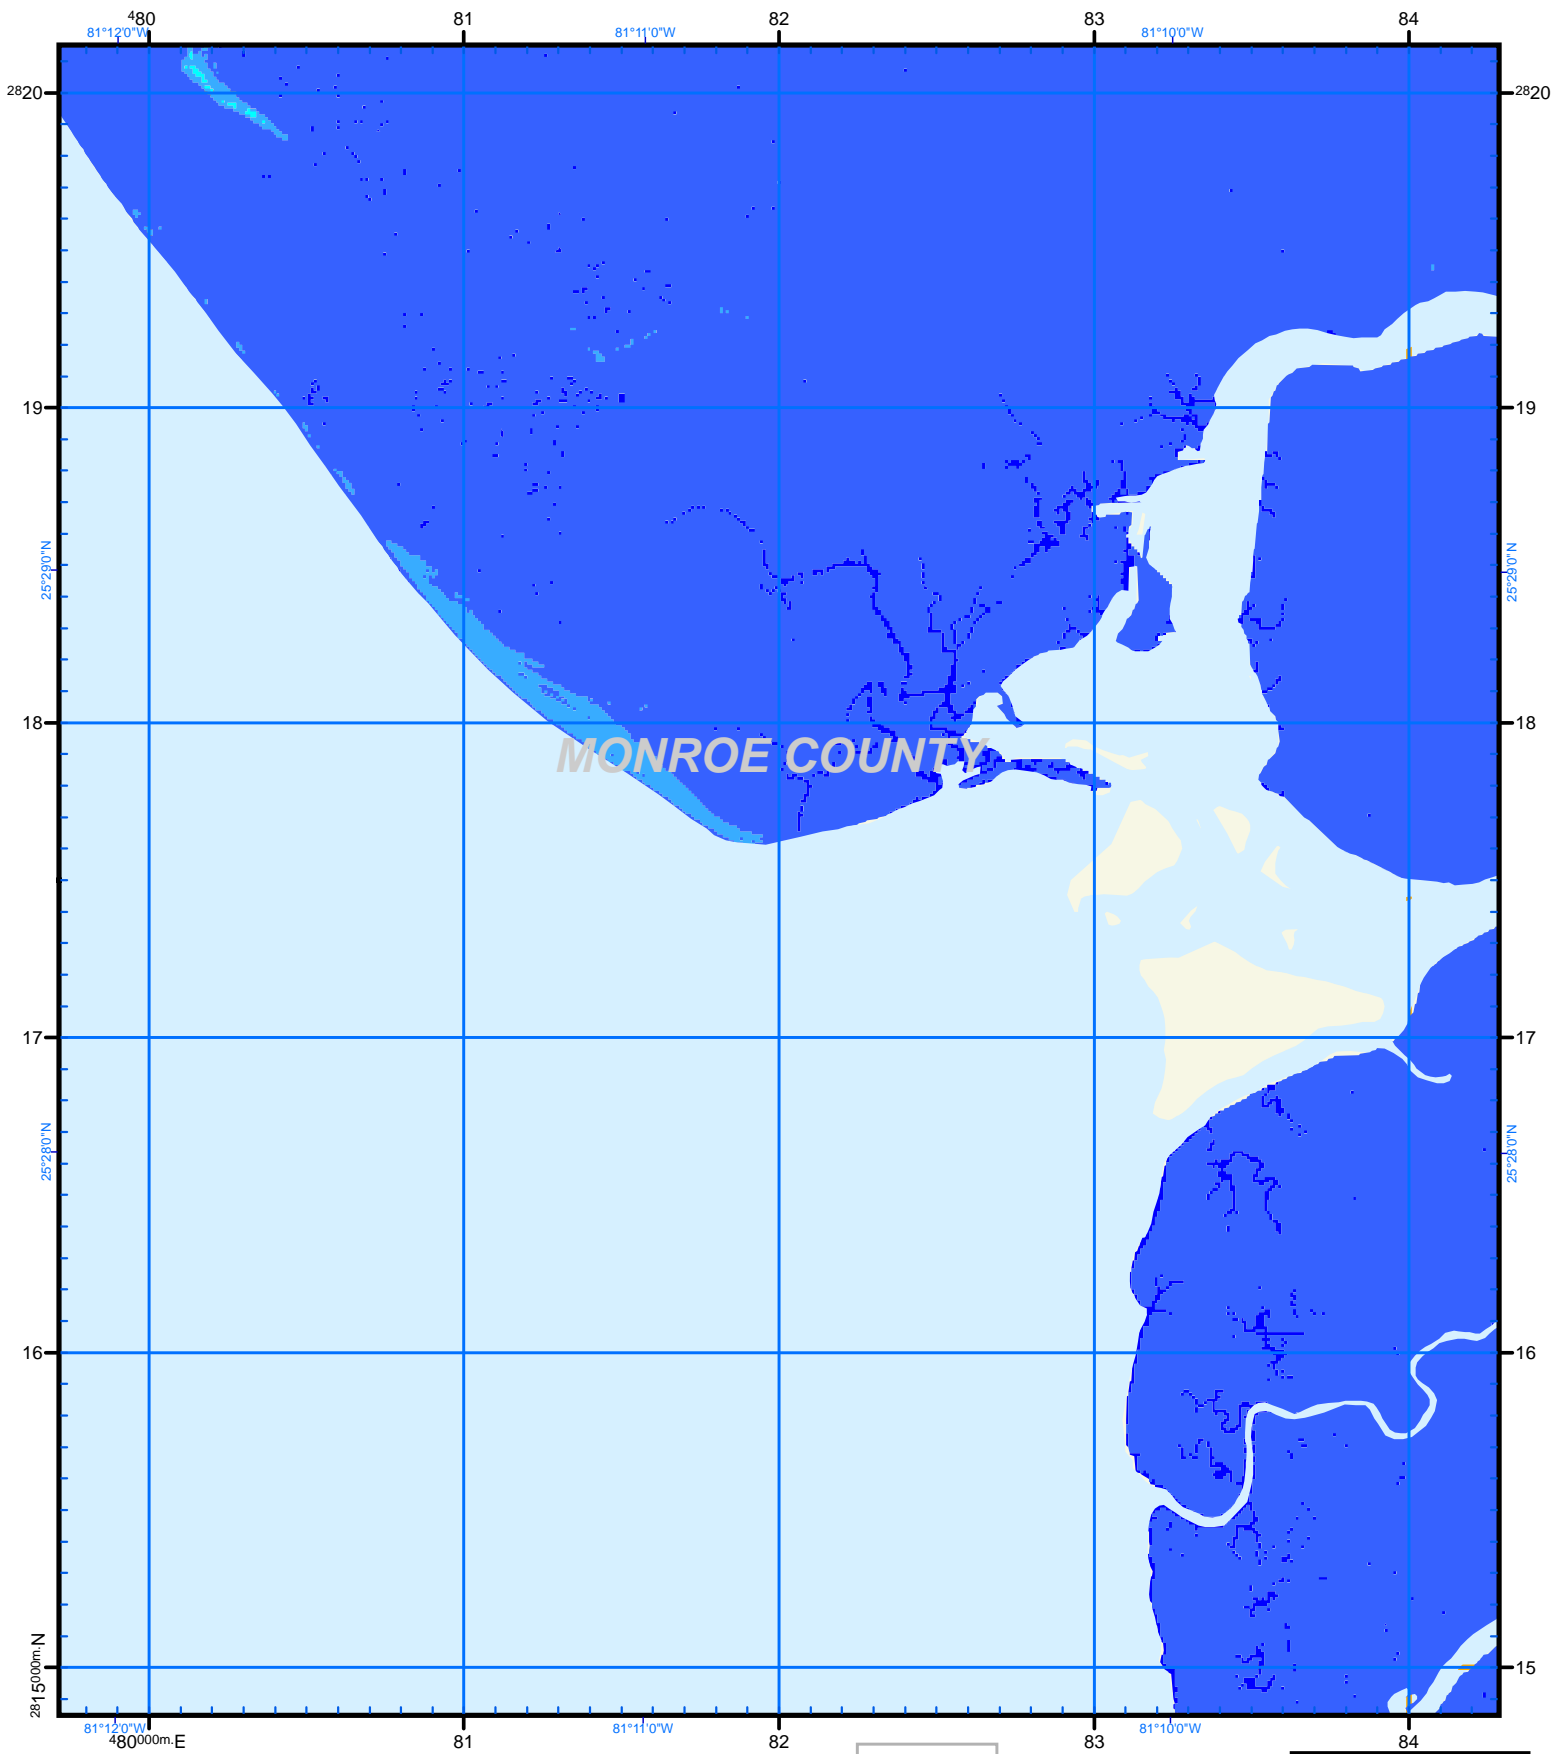 480 81 82 83 84
81°12'0"W 81°11'0"W 81°10'0"W
2820 2820
19 19
25°29'0"N 25°29'0"N
18 18
MONROE COUNTY
17 17
25°28'0"N 25°28'0"N
16 16
2815000m.N 15
81°12'0"W 81°11'0"W 81°10'0"W
480000m.E 81 82 83 84